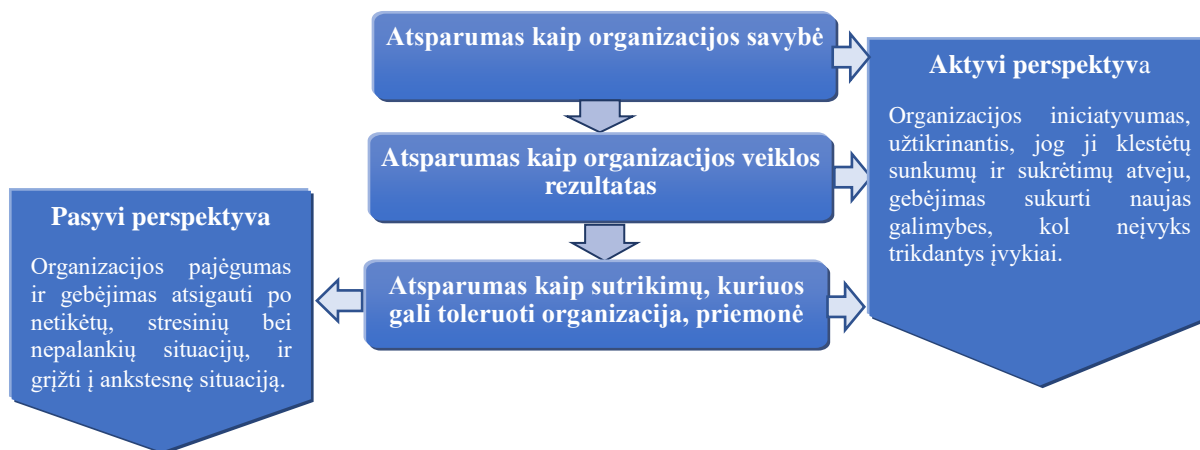 Atsparumas kaip organizacijos savybė
Atsparumas kaip organizacijos veiklos
rezultatas
Atsparumas kaip sutrikimų, kuriuos
gali toleruoti organizacija, priemonė
Aktyvi perspektyva
Organizacijos iniciatyvumas,
užtikrinantis, jog ji klestėtų
sunkumų ir sukrėtimų atveju,
gebėjimas sukurti naujas
galimybes, kol neįvyks
trikdantys įvykiai.
Pasyvi perspektyva
Organizacijos pajėgumas
ir gebėjimas atsigauti po
netikėtų, stresinių bei
nepalankių situacijų, ir
grįžti į ankstesnę situaciją.